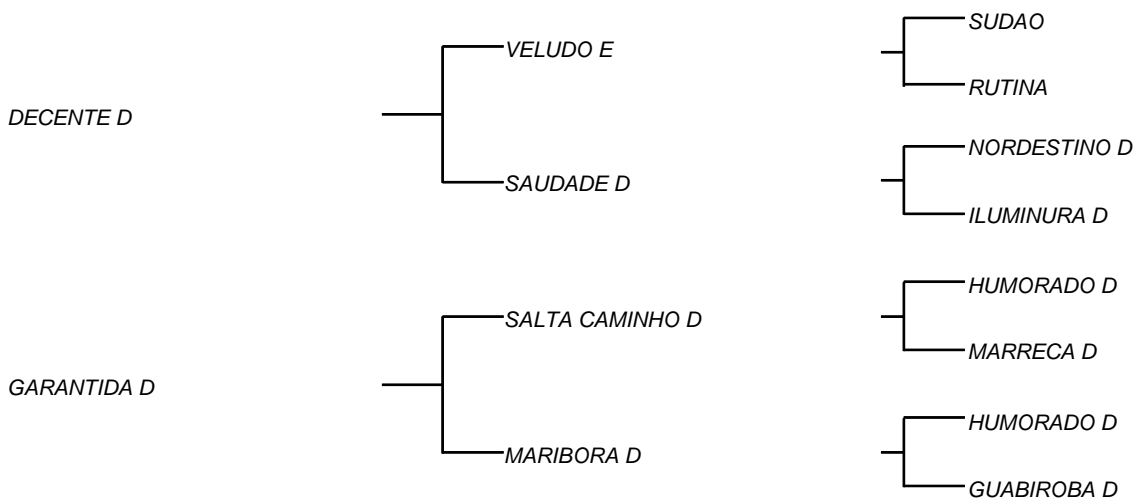 SUDAO
VELUDO E
RUTINA
DECENTE D
NORDESTINO D
SAUDADE D
ILUMINURA D
HUMORADO D
SALTA CAMINHO D
MARRECA D
GARANTIDA D
HUMORADO D
MARIBORA D
GUABIROBA D